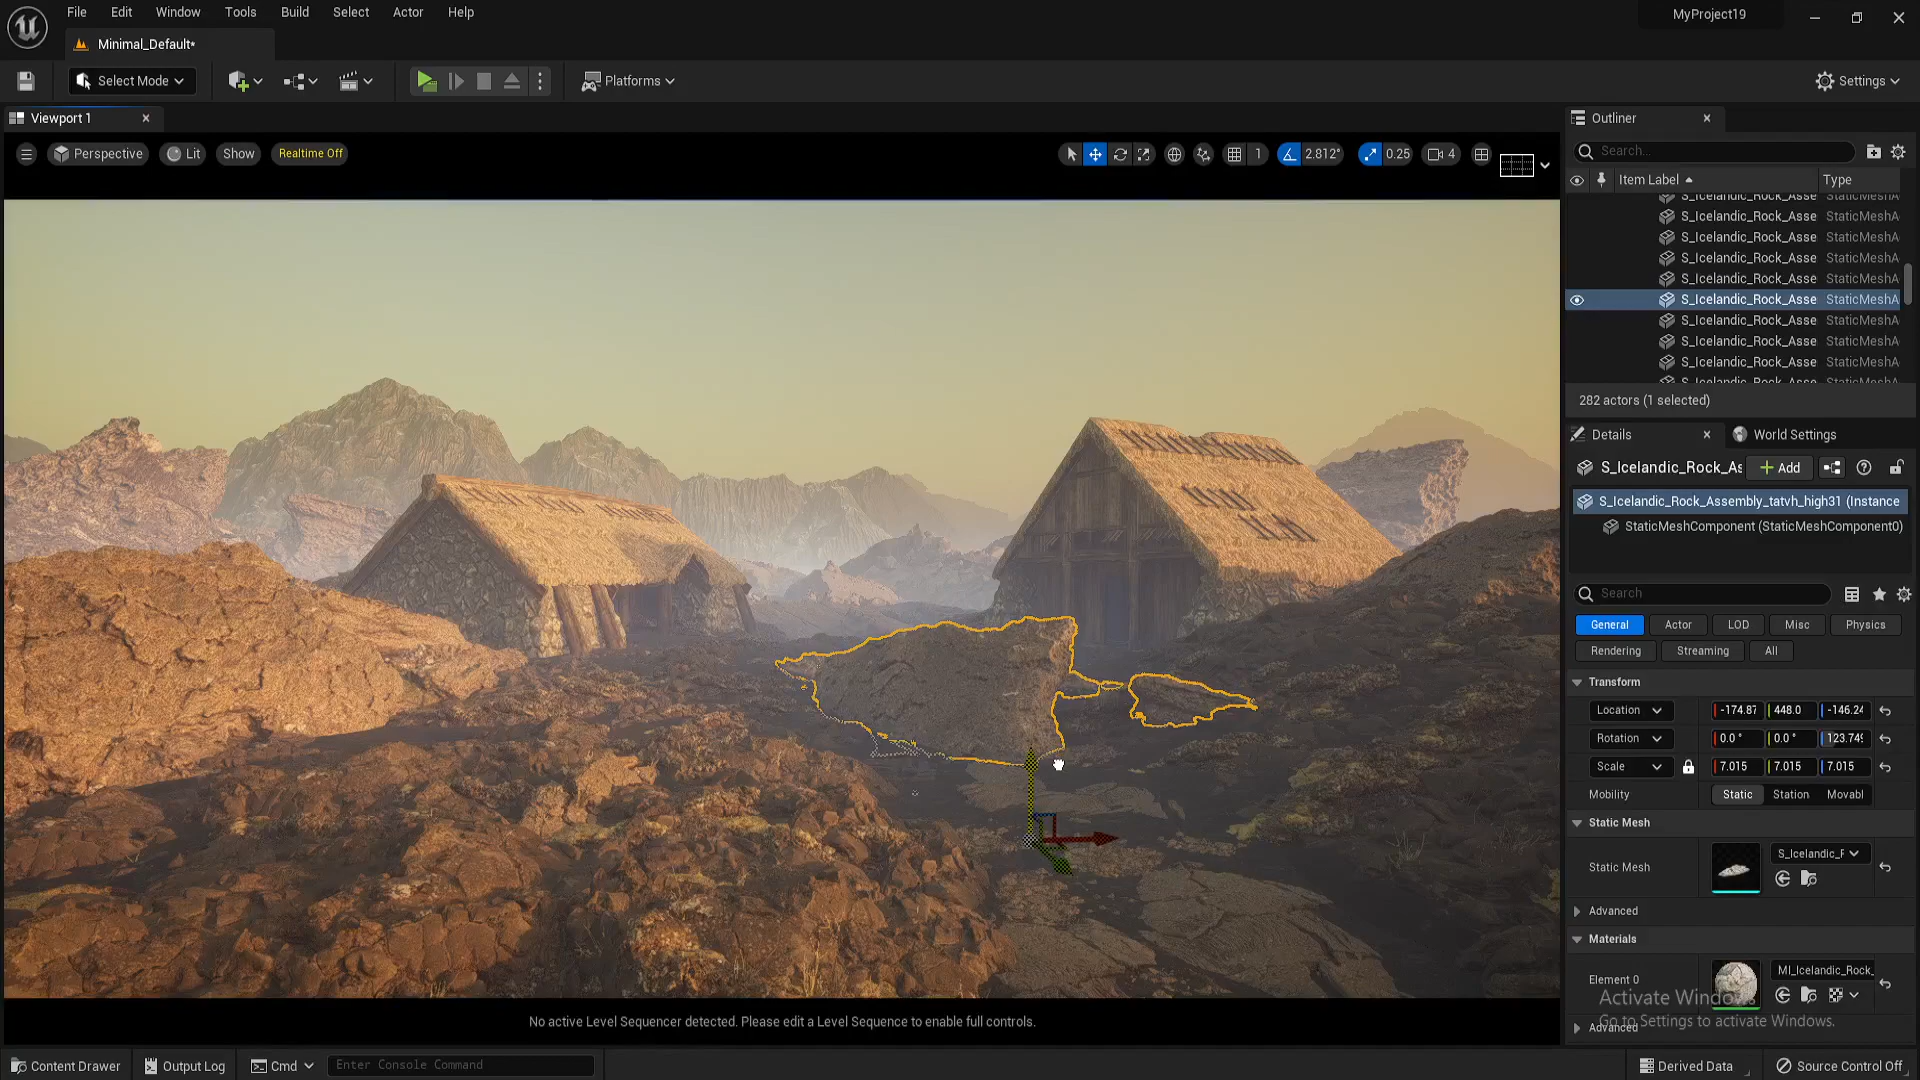 File Edit Window Tools Build Select Actor Help
MyProject19
Minimal_Default*
Select Mode
Platforms
Settings
Viewport 1
Perspective
Lit
Show
Realtime Off
1
2.812°
0.25
4
Outliner
Search...
Item Label
Type
S_Icelandic_Rock_Asse StaticMeshA
S_Icelandic_Rock_Asse StaticMeshA
S_Icelandic_Rock_Asse StaticMeshA
S_Icelandic_Rock_Asse StaticMeshA
S_Icelandic_Rock_Asse StaticMeshA
S_Icelandic_Rock_Asse StaticMeshA
S_Icelandic_Rock_Asse StaticMeshA
S_Icelandic_Rock_Asse StaticMeshA
S_Icelandic_Rock_Asse StaticMeshA
S_Icelandic_Rock_Asse StaticMeshA
282 actors (1 selected)
Details
World Settings
S_Icelandic_Rock_As
Add
S_Icelandic_Rock_Assembly_tatvh_high31 (Instance
StaticMeshComponent (StaticMeshComponent0)
Search
General Actor LOD Misc Physics
Rendering Streaming All
Transform
Location -174.87 448.0 -146.24
Rotation 0.0 ° 0.0 ° 123.749
Scale 7.015 7.015 7.015
Mobility Static Station Movabl
Static Mesh
Static Mesh S_Icelandic_F
Advanced
Materials
Element 0 MI_Icelandic_Rock_
Activate Windows
Go to Settings to activate Windows.
Advanced
No active Level Sequencer detected. Please edit a Level Sequence to enable full controls.
Content Drawer
Output Log
Cmd
Enter Console Command
Derived Data
Source Control Off